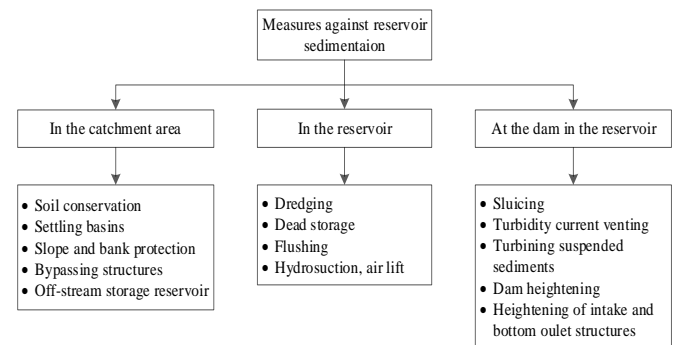 Measures against reservoir
sedimentaion
In the catchment area
In the reservoir
At the dam in the reservoir
• Soil conservation
• Settling basins
• Slope and bank protection
• Bypassing structures
• Off-stream storage reservoir
• Dredging
• Dead storage
• Flushing
• Hydrosuction, air lift
• Sluicing
• Turbidity current venting
• Turbining suspended
sediments
• Dam heightening
• Heightening of intake and
bottom oulet structures